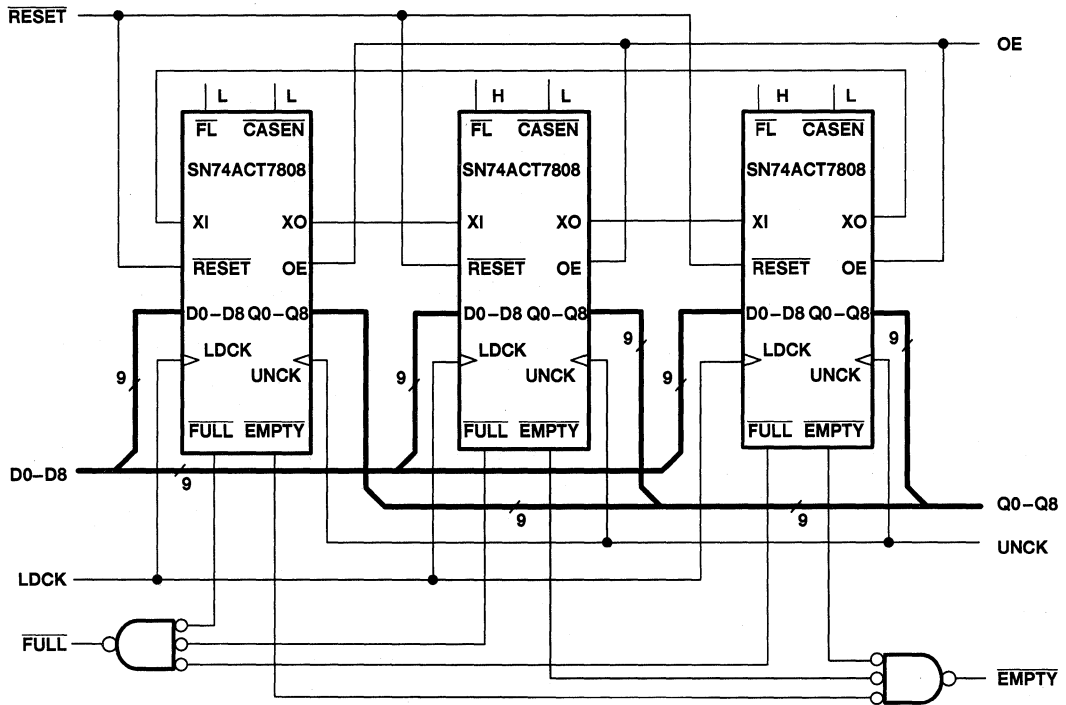 RESET
OE
L L H L H L
FL CASEN FL CASEN FL CASEN
SN74ACT7808 SN74ACT7808 SN74ACT7808
XI XO XI XO XI XO
RESET OE RESET OE RESET OE
D0–D8 Q0–Q8 D0–D8 Q0–Q8 D0–D8 Q0–Q8
9 9
LDCK LDCK LDCK
9 UNCK 9 UNCK 9 UNCK
FULL EMPTY FULL EMPTY FULL EMPTY
D0–D8 9
9 9 Q0–Q8
UNCK
LDCK
FULL
EMPTY